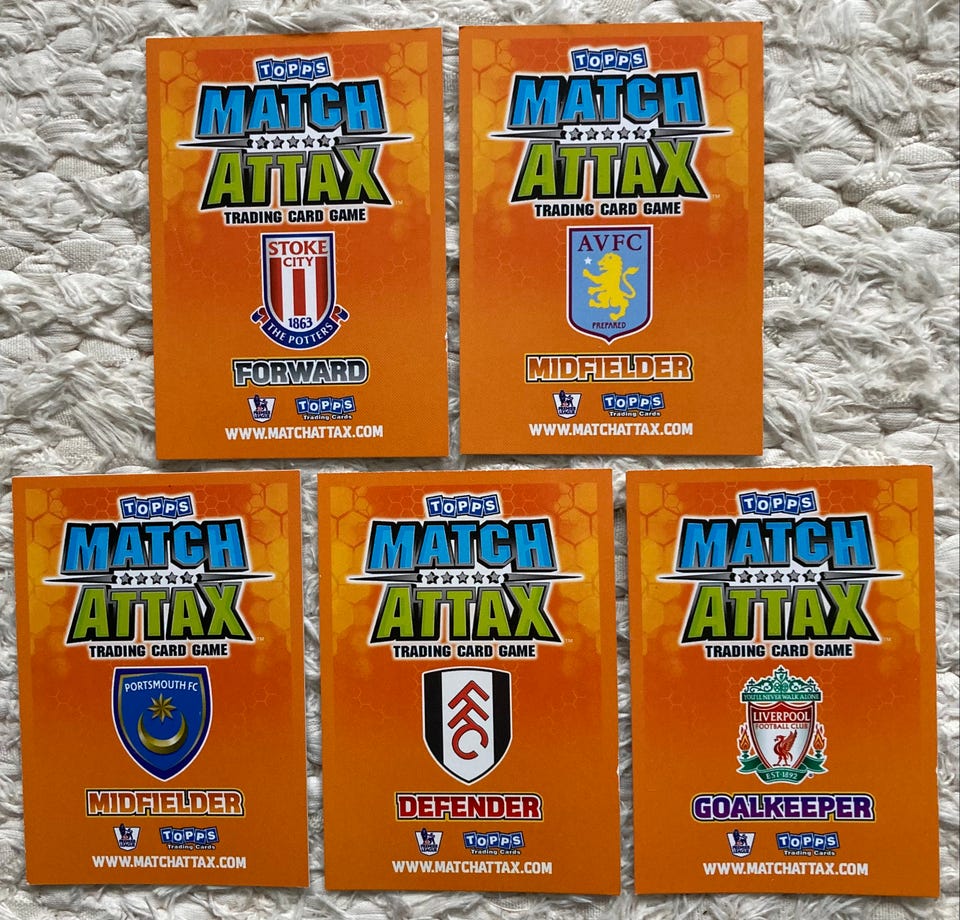 TOPPS
MATCH
ATTAX
TRADING CARD GAME
STOKE
CITY
1863
THE POTTERS
FORWARD
TOPPS
Trading Cards
WWW.MATCHATTAX.COM
TOPPS
MATCH
ATTAX
TRADING CARD GAME
AVFC
PREPARED
MIDFIELDER
TOPPS
Trading Cards
WWW.MATCHATTAX.COM
TOPPS
MATCH
ATTAX
TM
TRADING CARD GAME
PORTSMOUTH FC
MIDFIELDER
TOPPS
Trading Cards
WWW.MATCHATTAX.COM
TOPPS
MATCH
ATTAX
TM
TRADING CARD GAME
FFC
DEFENDER
TOPPS
Trading Cards
WWW.MATCHATTAX.COM
TOPPS
MATCH
ATTAX
TM
TRADING CARD GAME
YOU'LL NEVER WALK ALONE
LIVERPOOL
FOOTBALL CLUB
EST·1892
GOALKEEPER
TOPPS
Trading Cards
WWW.MATCHATTAX.COM